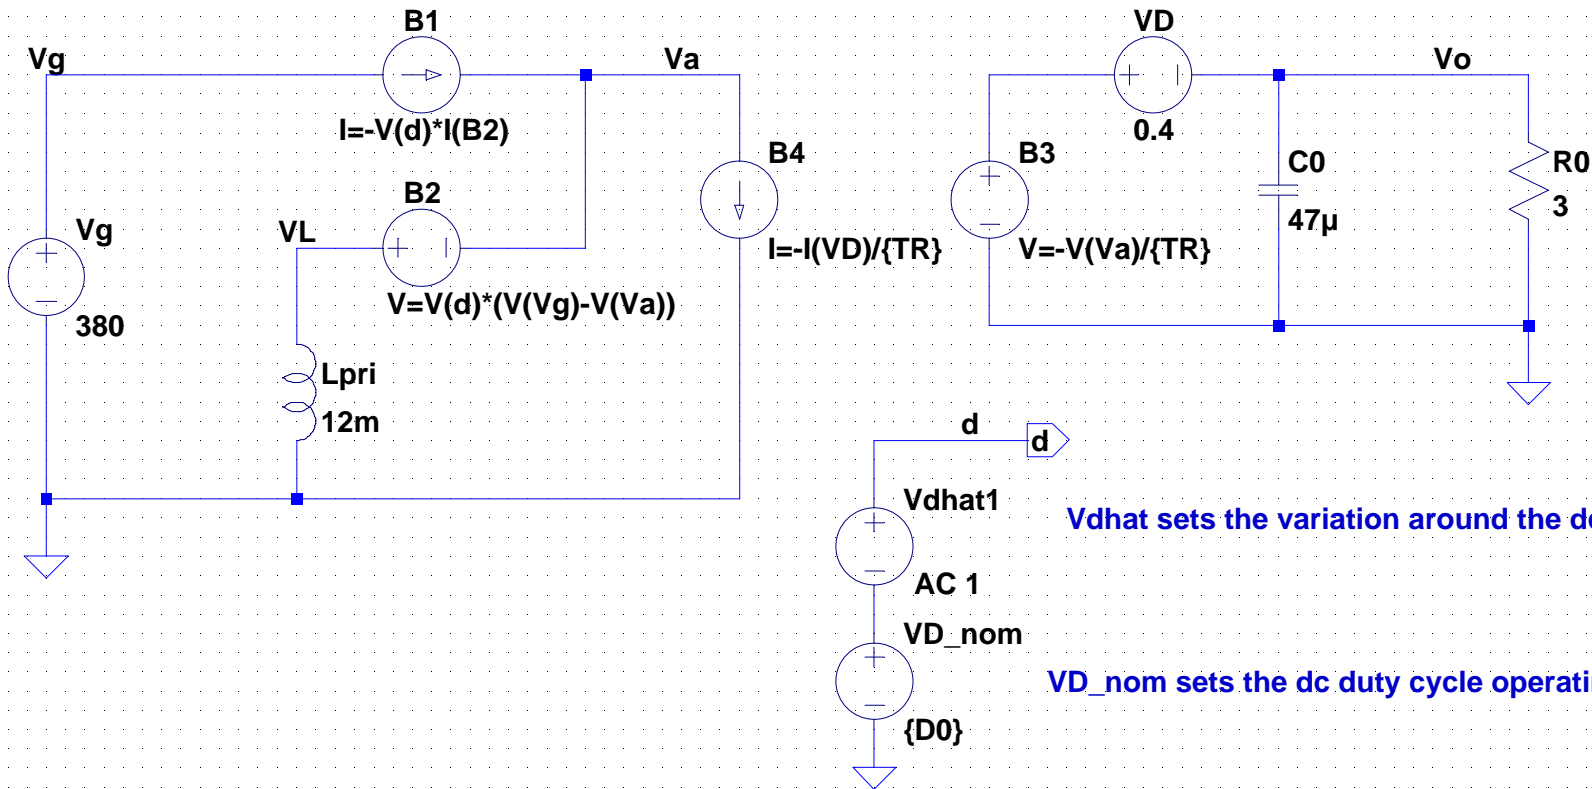 B1
VD
Vg
Va
Vo
I=-V(d)*I(B2)
0.4
B4
B3
C0
R0
B2
3
47µ
Vg
VL
I=-I(VD)/{TR}
V=-V(Va)/{TR}
V=V(d)*(V(Vg)-V(Va))
380
Lpri
12m
d
d
Vdhat1
Vdhat sets the variation around the
AC 1
VD_nom
VD_nom sets the dc duty cycle
{D0}